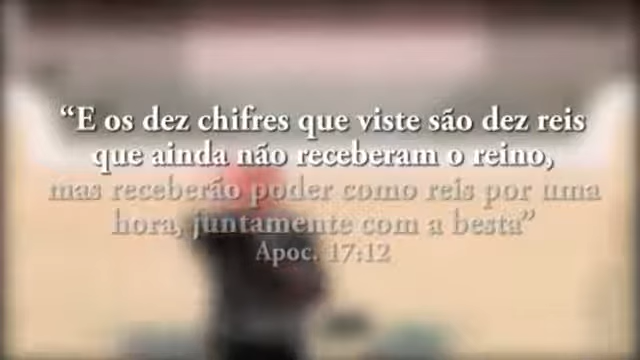 “E os dez chifres que viste são dez reis
que ainda não receberam o reino,
mas receberão poder como reis por uma
hora, juntamente com a besta”
Apoc. 17:12